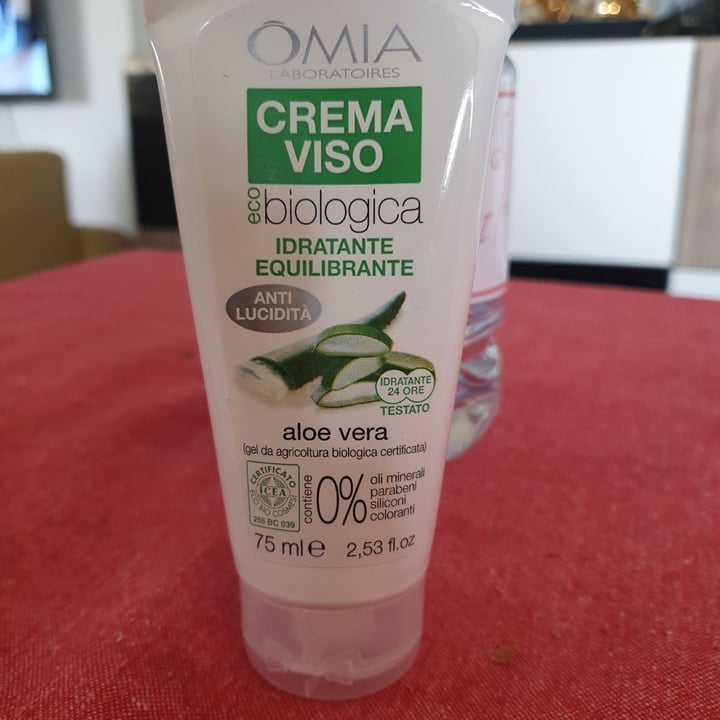 ÔMIA
LABORATOIRES
CREMA
VISO
eco biologica
IDRATANTE
EQUILIBRANTE
ANTI
LUCIDITÀ
IDRATANTE
24 ORE
TESTATO
aloe vera
(gel da agricoltura biologica certificata)
CERTIFICATO
ICEA
ECO BIO COSMESI
255 BC 039
contiene
0%
oli minerali
parabeni
siliconi
coloranti
75 ml e 2,53 fl.oz